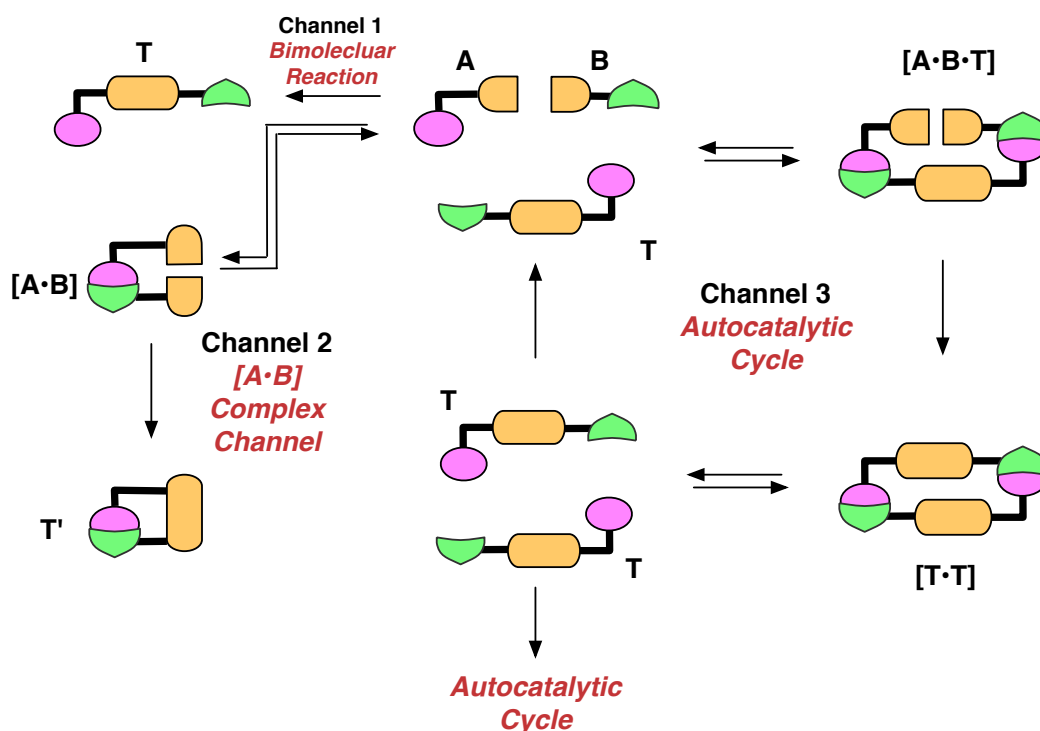 Channel 1
Bimolecluar
Reaction
T
A
B
[A•B•T]
T
[A•B]
Channel 2
[A•B]
Complex
Channel
Channel 3
Autocatalytic
Cycle
T
T'
T
[T•T]
Autocatalytic
Cycle